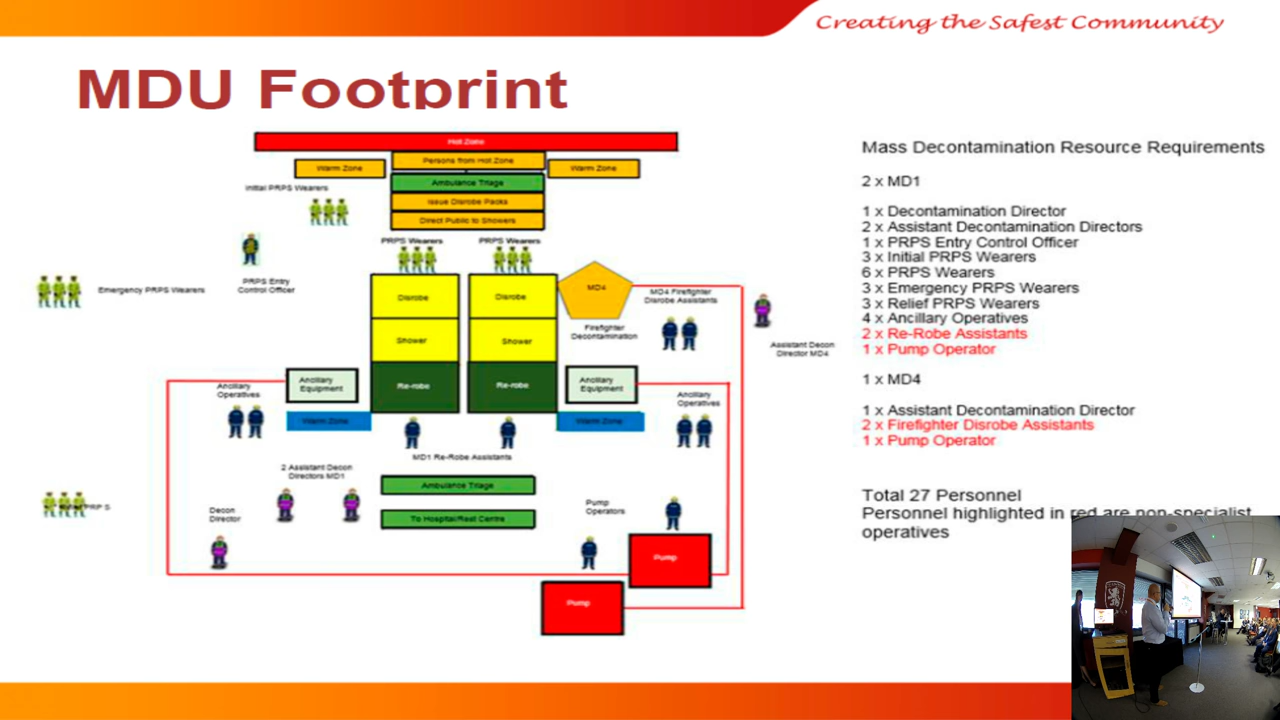 Creating the Safest Community
MDU Footprint
Hot Zone
Warm Zone
Persons from Hot Zone
Warm Zone
Ambulance Triage
Initial PRPS Wearers
Issue Disrobe Packs
Direct Public to Showers
PRPS Wearers
PRPS Wearers
PRPS Entry
Control Officer
Emergency PRPS Wearers
Disrobe
Disrobe
MD4
MD4 Firefighter
Disrobe Assistants
Firefighter
Decontamination
Shower
Shower
Assistant Decon
Director MD4
Ancillary
Equipment
Re-robe
Re-robe
Ancillary
Equipment
Ancillary
Operatives
Ancillary
Operatives
Warm Zone
Warm Zone
MD1 Re-Robe Assistants
2 Assistant Decon
Directors MD1
Ambulance Triage
PRP S
Decon
Director
To Hospital/Rest Centre
Pump
Operators
Pump
Pump
Mass Decontamination Resource Requirements
2 x MD1
1 x Decontamination Director
2 x Assistant Decontamination Directors
1 x PRPS Entry Control Officer
3 x Initial PRPS Wearers
6 x PRPS Wearers
3 x Emergency PRPS Wearers
3 x Relief PRPS Wearers
4 x Ancillary Operatives
2 x Re-Robe Assistants
1 x Pump Operator
1 x MD4
1 x Assistant Decontamination Director
2 x Firefighter Disrobe Assistants
1 x Pump Operator
Total 27 Personnel
Personnel highlighted in red are non-specialist
operatives